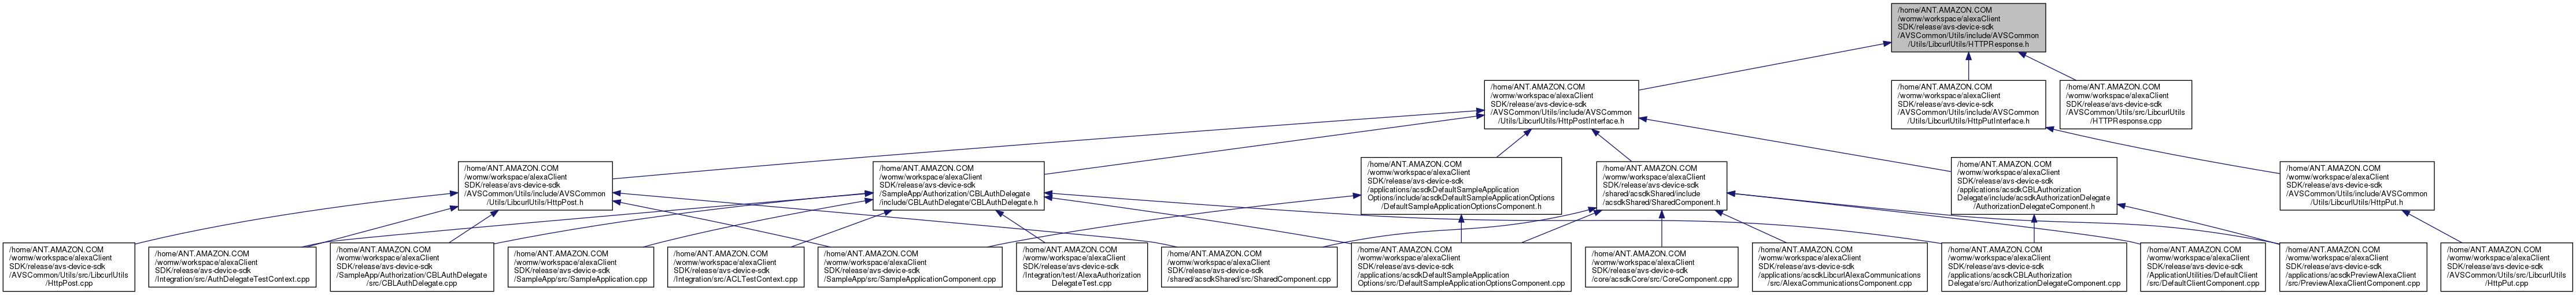 /home/ANT.AMAZON.COM
/womw/workspace/alexaClient
SDK/release/avs-device-sdk
/AVSCommon/Utils/include/AVSCommon
/Utils/LibcurlUtils/HTTPResponse.h
/home/ANT.AMAZON.COM
/womw/workspace/alexaClient
SDK/release/avs-device-sdk
/AVSCommon/Utils/include/AVSCommon
/Utils/LibcurlUtils/HttpPostInterface.h
/home/ANT.AMAZON.COM
/womw/workspace/alexaClient
SDK/release/avs-device-sdk
/AVSCommon/Utils/include/AVSCommon
/Utils/LibcurlUtils/HttpPutInterface.h
/home/ANT.AMAZON.COM
/womw/workspace/alexaClient
SDK/release/avs-device-sdk
/AVSCommon/Utils/src/LibcurlUtils
/HTTPResponse.cpp
/home/ANT.AMAZON.COM
/womw/workspace/alexaClient
SDK/release/avs-device-sdk
/AVSCommon/Utils/include/AVSCommon
/Utils/LibcurlUtils/HttpPost.h
/home/ANT.AMAZON.COM
/womw/workspace/alexaClient
SDK/release/avs-device-sdk
/SampleApp/Authorization/CBLAuthDelegate
/include/CBLAuthDelegate/CBLAuthDelegate.h
/home/ANT.AMAZON.COM
/womw/workspace/alexaClient
SDK/release/avs-device-sdk
/applications/acsdkDefaultSampleApplication
Options/include/acsdkDefaultSampleApplicationOptions
/DefaultSampleApplicationOptionsComponent.h
/home/ANT.AMAZON.COM
/womw/workspace/alexaClient
SDK/release/avs-device-sdk
/shared/acsdkShared/include
/acsdkShared/SharedComponent.h
/home/ANT.AMAZON.COM
/womw/workspace/alexaClient
SDK/release/avs-device-sdk
/applications/acsdkCBLAuthorization
Delegate/include/acsdkAuthorizationDelegate
/AuthorizationDelegateComponent.h
/home/ANT.AMAZON.COM
/womw/workspace/alexaClient
SDK/release/avs-device-sdk
/AVSCommon/Utils/include/AVSCommon
/Utils/LibcurlUtils/HttpPut.h
/home/ANT.AMAZON.COM
/womw/workspace/alexaClient
SDK/release/avs-device-sdk
/AVSCommon/Utils/src/LibcurlUtils
/HttpPost.cpp
/home/ANT.AMAZON.COM
/womw/workspace/alexaClient
SDK/release/avs-device-sdk
/Integration/src/AuthDelegateTestContext.cpp
/home/ANT.AMAZON.COM
/womw/workspace/alexaClient
SDK/release/avs-device-sdk
/SampleApp/Authorization/CBLAuthDelegate
/src/CBLAuthDelegate.cpp
/home/ANT.AMAZON.COM
/womw/workspace/alexaClient
SDK/release/avs-device-sdk
/SampleApp/src/SampleApplication.cpp
/home/ANT.AMAZON.COM
/womw/workspace/alexaClient
SDK/release/avs-device-sdk
/Integration/src/ACLTestContext.cpp
/home/ANT.AMAZON.COM
/womw/workspace/alexaClient
SDK/release/avs-device-sdk
/SampleApp/src/SampleApplicationComponent.cpp
/home/ANT.AMAZON.COM
/womw/workspace/alexaClient
SDK/release/avs-device-sdk
/Integration/test/AlexaAuthorization
DelegateTest.cpp
/home/ANT.AMAZON.COM
/womw/workspace/alexaClient
SDK/release/avs-device-sdk
/shared/acsdkShared/src/SharedComponent.cpp
/home/ANT.AMAZON.COM
/womw/workspace/alexaClient
SDK/release/avs-device-sdk
/applications/acsdkDefaultSampleApplication
Options/src/DefaultSampleApplicationOptionsComponent.cpp
/home/ANT.AMAZON.COM
/womw/workspace/alexaClient
SDK/release/avs-device-sdk
/core/acsdkCore/src/CoreComponent.cpp
/home/ANT.AMAZON.COM
/womw/workspace/alexaClient
SDK/release/avs-device-sdk
/applications/acsdkLibcurlAlexaCommunications
/src/AlexaCommunicationsComponent.cpp
/home/ANT.AMAZON.COM
/womw/workspace/alexaClient
SDK/release/avs-device-sdk
/applications/acsdkCBLAuthorization
Delegate/src/AuthorizationDelegateComponent.cpp
/home/ANT.AMAZON.COM
/womw/workspace/alexaClient
SDK/release/avs-device-sdk
/ApplicationUtilities/DefaultClient
/src/DefaultClientComponent.cpp
/home/ANT.AMAZON.COM
/womw/workspace/alexaClient
SDK/release/avs-device-sdk
/applications/acsdkPreviewAlexaClient
/src/PreviewAlexaClientComponent.cpp
/home/ANT.AMAZON.COM
/womw/workspace/alexaClient
SDK/release/avs-device-sdk
/AVSCommon/Utils/src/LibcurlUtils
/HttpPut.cpp